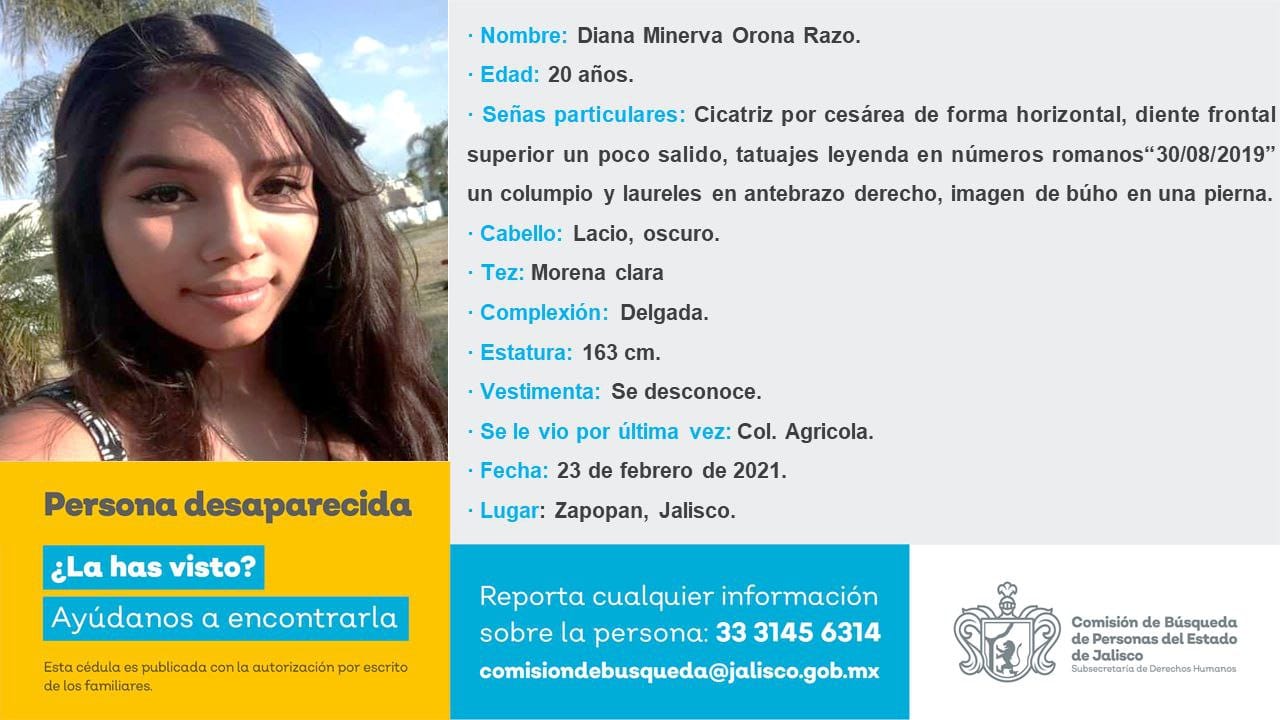 · Nombre: Diana Minerva Orona Razo.
· Edad: 20 años.
· Señas particulares: Cicatriz por cesárea de forma horizontal, diente frontal
superior un poco salido, tatuajes leyenda en números romanos“30/08/2019”
un columpio y laureles en antebrazo derecho, imagen de búho en una pierna.
· Cabello: Lacio, oscuro.
· Tez: Morena clara
· Complexión: Delgada.
· Estatura: 163 cm.
· Vestimenta: Se desconoce.
· Se le vio por última vez: Col. Agricola.
· Fecha: 23 de febrero de 2021.
· Lugar: Zapopan, Jalisco.
Persona desaparecida
¿La has visto?
Ayúdanos a encontrarla
Esta cédula es publicada con la autorización por escrito
de los familiares.
Reporta cualquier información
sobre la persona: 33 3145 6314
comisiondebusqueda@jalisco.gob.mx
Comisión de Búsqueda
de Personas del Estado
de Jalisco
Subsecretaría de Derechos Humanos